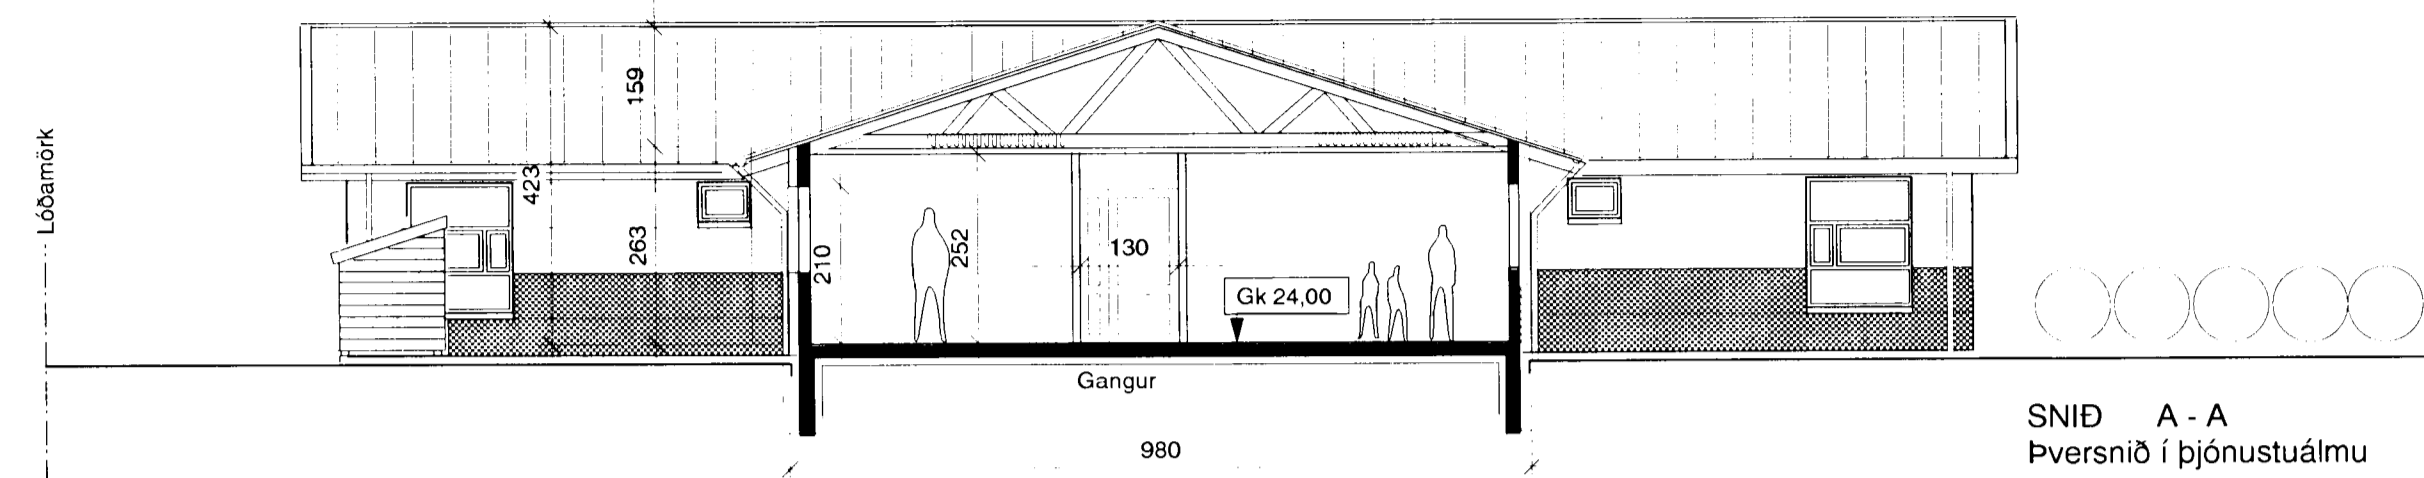 Lóðamörk
159
423
263
210
252
130
Gk 24,00
Gangur
980
SNIÐ A - A
Þversnið í þjónustuálmu